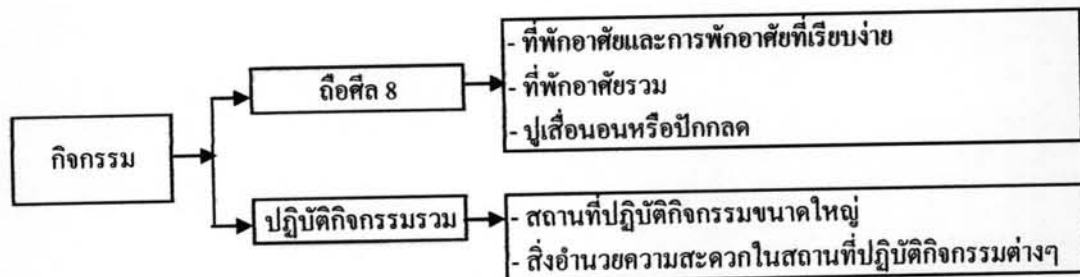 กิจกรรม
ถือศีล 8
- ที่พักอาศัยและการพักอาศัยที่เรียบง่าย
- ที่พักอาศัยรวม
- ปูเสื่อนอนหรือปักกลด
ปฏิบัติกิจกรรมรวม
- สถานที่ปฏิบัติกิจกรรมขนาดใหญ่
- สิ่งอำนวยความสะดวกในสถานที่ปฏิบัติกิจกรรมต่างๆ